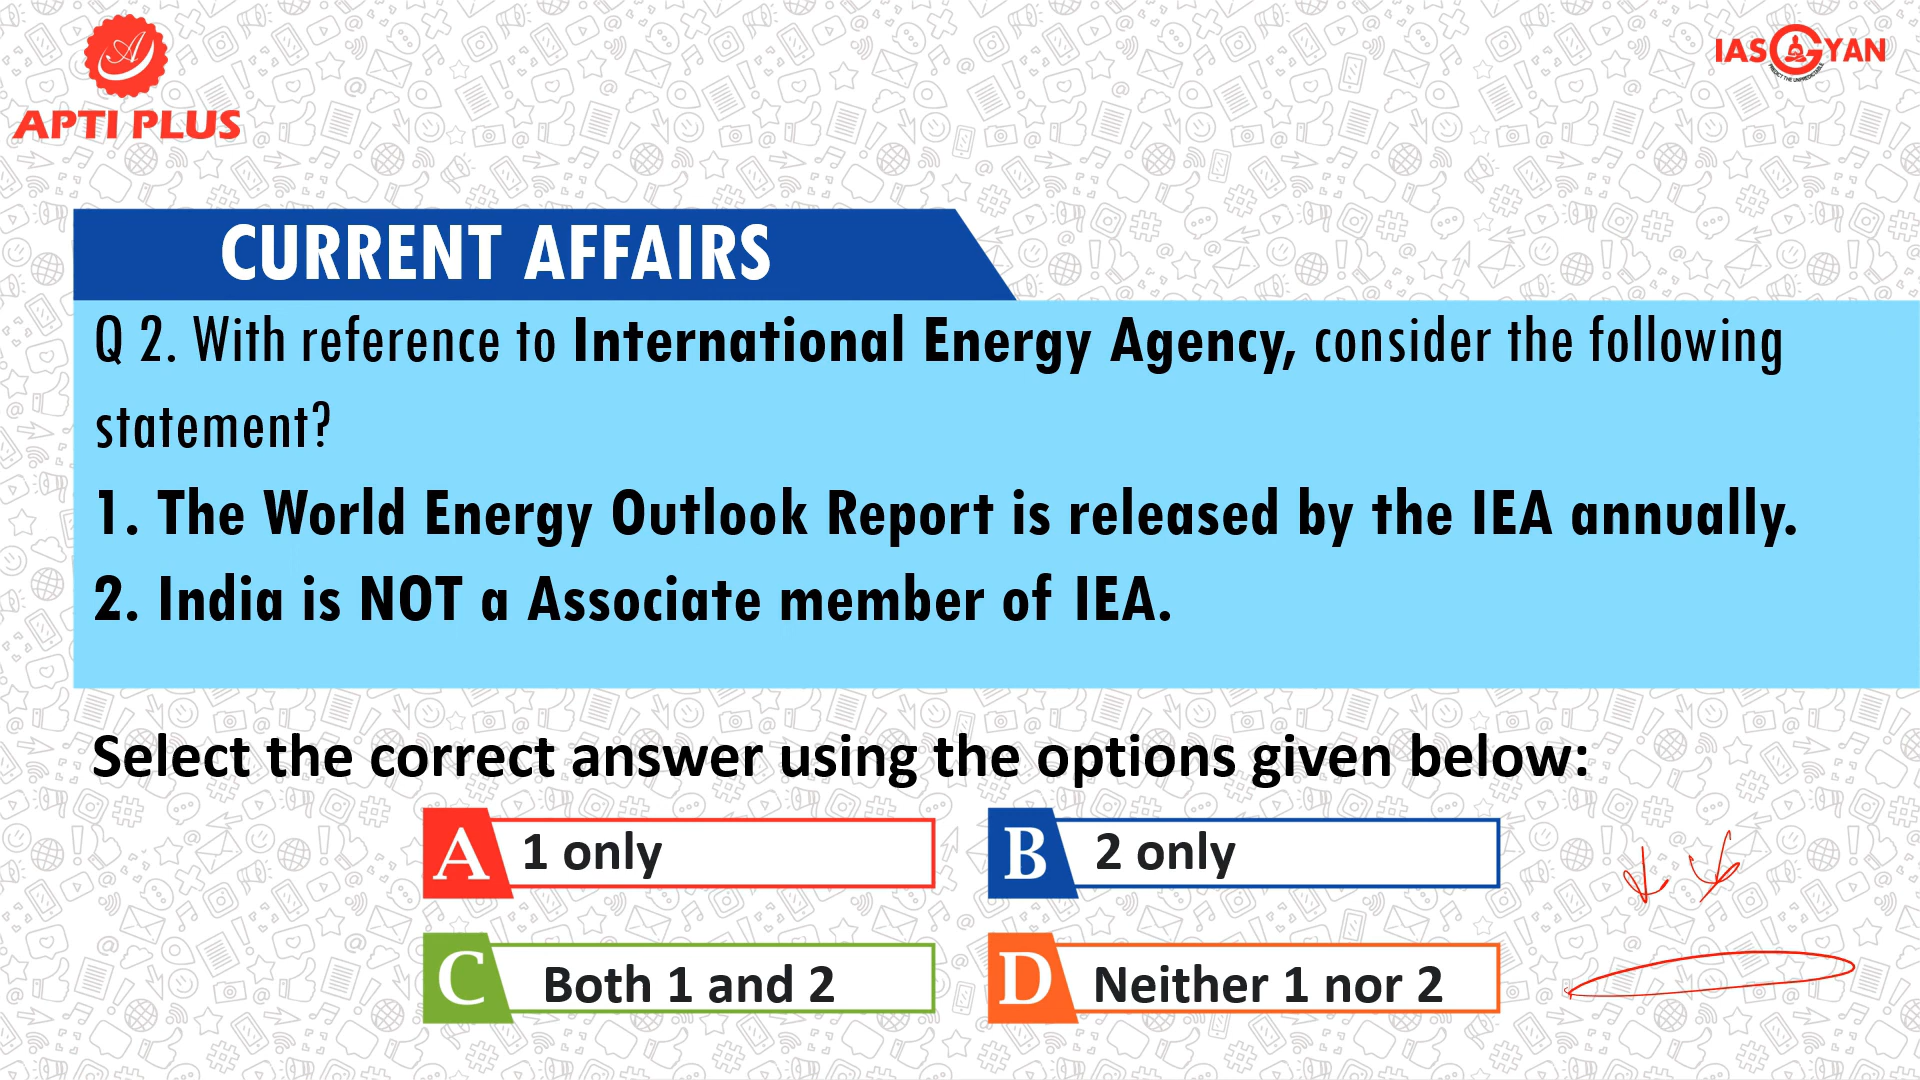 APTI PLUS
IASGYAN
PREDICT THE UNPREDICTABLE
CURRENT AFFAIRS
Q 2. With reference to International Energy Agency, consider the following
statement?
1. The World Energy Outlook Report is released by the IEA annually.
2. India is NOT a Associate member of IEA.
Select the correct answer using the options given below:
A 1 only
B 2 only
C Both 1 and 2
D Neither 1 nor 2